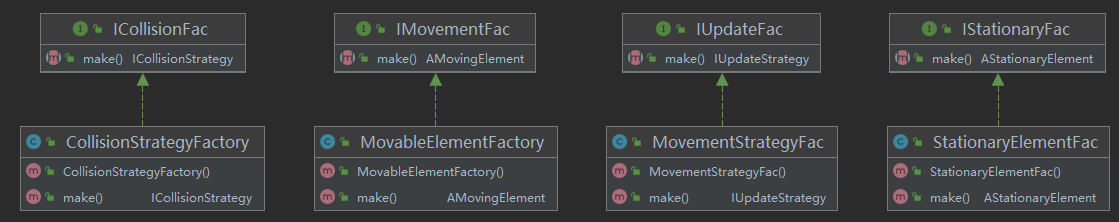 I ICollisionFac
m make() ICollisionStrategy
I IMovementFac
m make() AMovingElement
I IUpdateFac
m make() IUpdateStrategy
I IStationaryFac
m make() AStationaryElement
C CollisionStrategyFactory
m CollisionStrategyFactory()
m make() ICollisionStrategy
C MovableElementFactory
m MovableElementFactory()
m make() AMovingElement
C MovementStrategyFac
m MovementStrategyFac()
m make() IUpdateStrategy
C StationaryElementFac
m StationaryElementFac()
m make() AStationaryElement